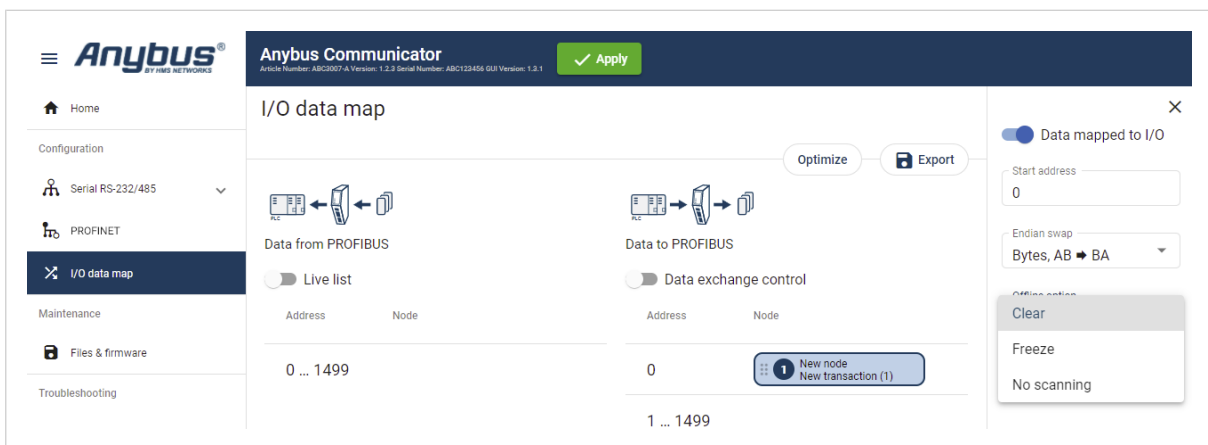 Anybus®
BY HMS NETWORKS
Anybus Communicator
Article Number: ABC3007-A Version: 1.2.3 Serial Number: ABC123456 GUI Version: 1.3.1
Apply
Home
Configuration
Serial RS-232/485
PROFINET
I/O data map
Maintenance
Files & firmware
Troubleshooting
I/O data map
Optimize
Export
PLC
Data from PROFIBUS
Live list
Address Node
0 ... 1499
PLC
Data to PROFIBUS
Data exchange control
Address Node
0
1
New node
New transaction (1)
1 ... 1499
Data mapped to I/O
Start address
0
Endian swap
Bytes, AB ➡ BA
Offline option
Clear
Freeze
No scanning